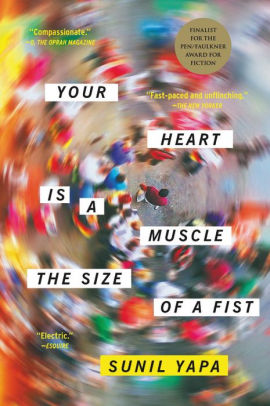 "Compassionate."
—O, THE OPRAH MAGAZINE
FINALIST
FOR THE
PEN/FAULKNER
AWARD FOR
FICTION
YOUR
"Fast-paced and unflinching."
—THE NEW YORKER
HEART
IS A
MUSCLE
THE SIZE
OF A FIST
"Electric."
—ESQUIRE
SUNIL YAPA